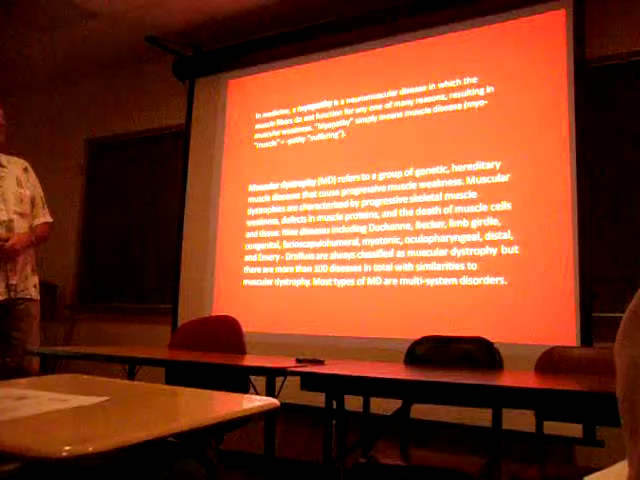 In medicine, a myopathy is a neuromuscular disease in which the
muscle fibers do not function for any one of many reasons, resulting in
muscular weakness. "Myopathy" simply means muscle disease (myo-
"muscle" + -pathy "suffering").
Muscular dystrophy (MD) refers to a group of genetic, hereditary
muscle diseases that cause progressive muscle weakness. Muscular
dystrophies are characterized by progressive skeletal muscle
weakness, defects in muscle proteins, and the death of muscle cells
and tissue. Nine diseases including Duchenne, Becker, limb girdle,
congenital, facioscapulohumeral, myotonic, oculopharyngeal, distal,
and Emery - Dreifuss are always classified as muscular dystrophy but
there are more than 100 diseases in total with similarities to
muscular dystrophy. Most types of MD are multi-system disorders.